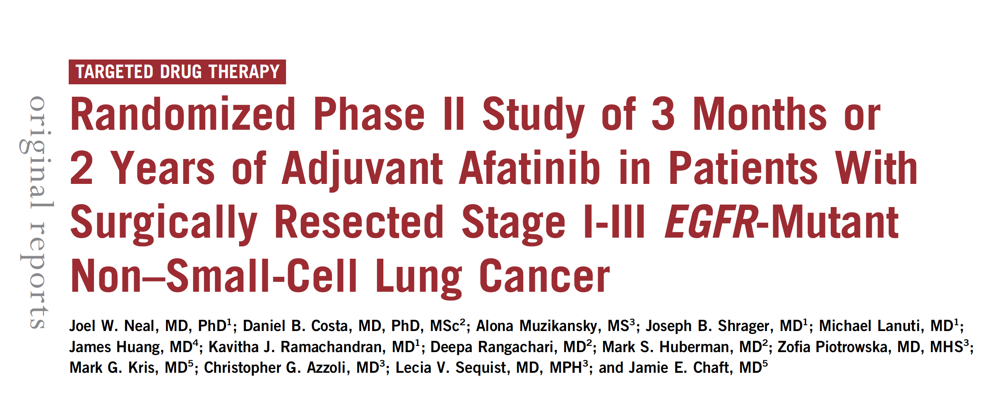 TARGETED DRUG THERAPY
original reports
Randomized Phase II Study of 3 Months or
2 Years of Adjuvant Afatinib in Patients With
Surgically Resected Stage I-III EGFR-Mutant
Non–Small-Cell Lung Cancer
Joel W. Neal, MD, PhD¹; Daniel B. Costa, MD, PhD, MSc²; Alona Muzikansky, MS³; Joseph B. Shrager, MD¹; Michael Lanuti, MD¹;
James Huang, MD⁴; Kavitha J. Ramachandran, MD¹; Deepa Rangachari, MD²; Mark S. Huberman, MD²; Zofia Piotrowska, MD, MHS³;
Mark G. Kris, MD⁵; Christopher G. Azzoli, MD³; Lecia V. Sequist, MD, MPH³; and Jamie E. Chaft, MD⁵